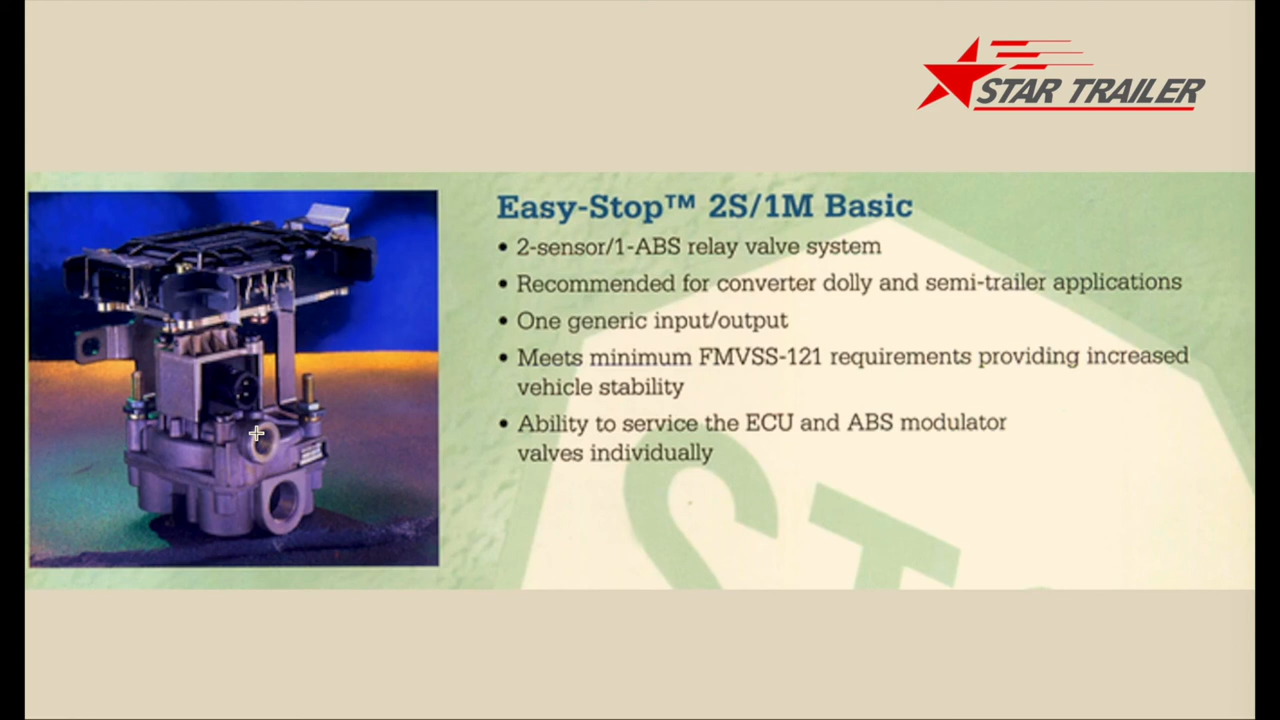 STAR TRAILER
Easy-Stop™ 2S/1M Basic
• 2-sensor/1-ABS relay valve system
• Recommended for converter dolly and semi-trailer applications
• One generic input/output
• Meets minimum FMVSS-121 requirements providing increased
vehicle stability
• Ability to service the ECU and ABS modulator
valves individually
ST